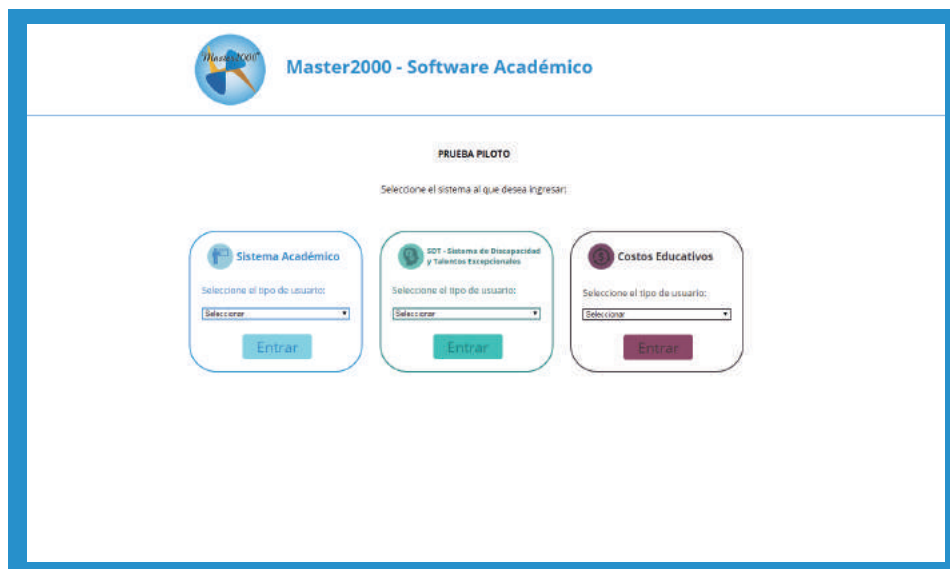 Master2000®
Master2000 - Software Académico
PRUEBA PILOTO
Seleccione el sistema al que desea ingresar:
Sistema Académico
Seleccione el tipo de usuario:
Seleccionar
Entrar
SDT - Sistema de Discapacidad
y Talentos Excepcionales
Seleccione el tipo de usuario:
Seleccionar
Entrar
Costos Educativos
Seleccione el tipo de usuario:
Seleccionar
Entrar